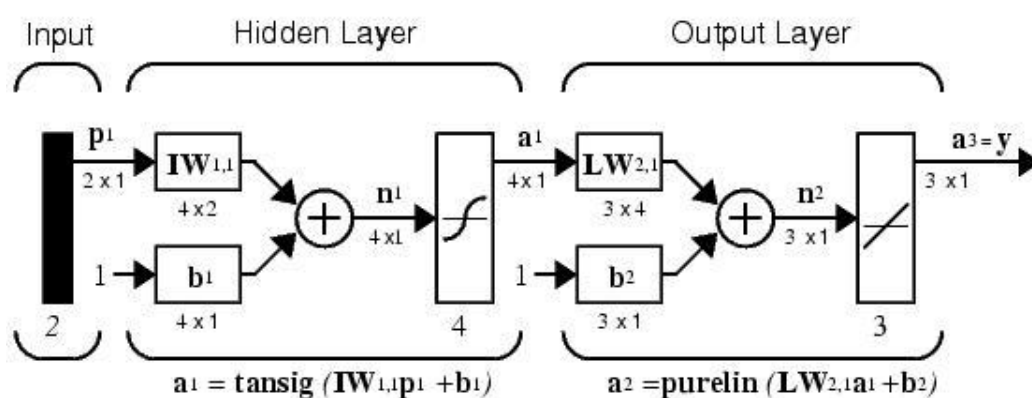 Input Hidden Layer Output Layer
p1 a1 a3 = y
IW1,1 LW2,1
2 x 1 4 x 1 3 x 1
n1 n2
4 x 2 4 x 1 3 x 4 3 x 1
1 b1 1 b2
4 x 1 3 x 1
2 4 3
a1 = tansig (IW1,1p1 +b1) a2 =purelin (LW2,1a1 +b2)